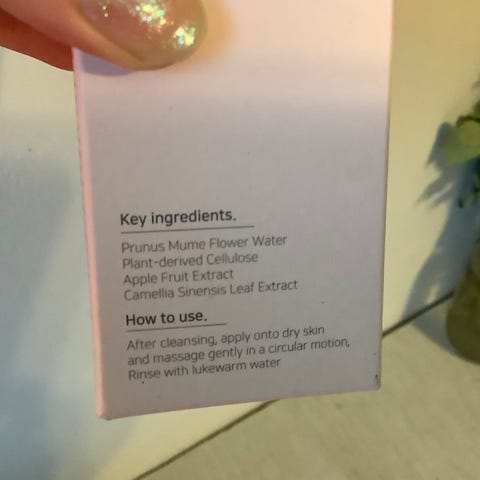 Key ingredients.
Prunus Mume Flower Water
Plant-derived Cellulose
Apple Fruit Extract
Camellia Sinensis Leaf Extract
How to use.
After cleansing, apply onto dry skin
and massage gently in a circular motion,
Rinse with lukewarm water